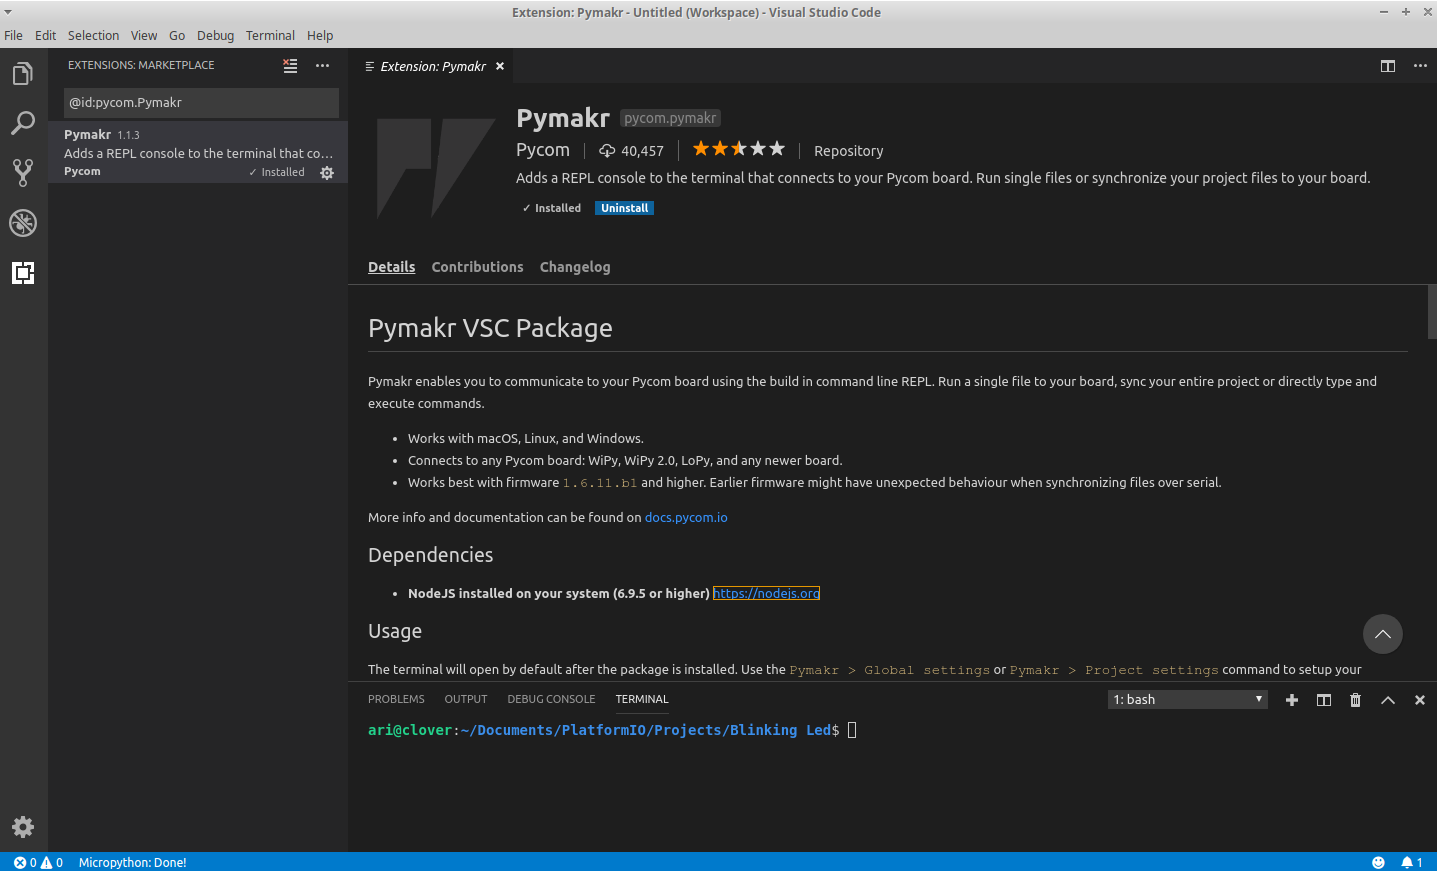 Extension: Pymakr - Untitled (Workspace) - Visual Studio Code
File Edit Selection View Go Debug Terminal Help
EXTENSIONS: MARKETPLACE
@id:pycom.Pymakr
Pymakr 1.1.3
Adds a REPL console to the terminal that co...
Pycom ✓ Installed
Extension: Pymakr
Pymakr pycom.pymakr
Pycom 40,457 Repository
Adds a REPL console to the terminal that connects to your Pycom board. Run single files or synchronize your project files to your board.
✓ Installed Uninstall
Details Contributions Changelog
Pymakr VSC Package
Pymakr enables you to communicate to your Pycom board using the build in command line REPL. Run a single file to your board, sync your entire project or directly type and
execute commands.
• Works with macOS, Linux, and Windows.
• Connects to any Pycom board: WiPy, WiPy 2.0, LoPy, and any newer board.
• Works best with firmware 1.6.11.b1 and higher. Earlier firmware might have unexpected behaviour when synchronizing files over serial.
More info and documentation can be found on docs.pycom.io
Dependencies
• NodeJS installed on your system (6.9.5 or higher) https://nodejs.org
Usage
The terminal will open by default after the package is installed. Use the Pymakr > Global settings or Pymakr > Project settings command to setup your
PROBLEMS OUTPUT DEBUG CONSOLE TERMINAL 1: bash
ari@clover:~/Documents/PlatformIO/Projects/Blinking Led$
0 0 Micropython: Done! 1